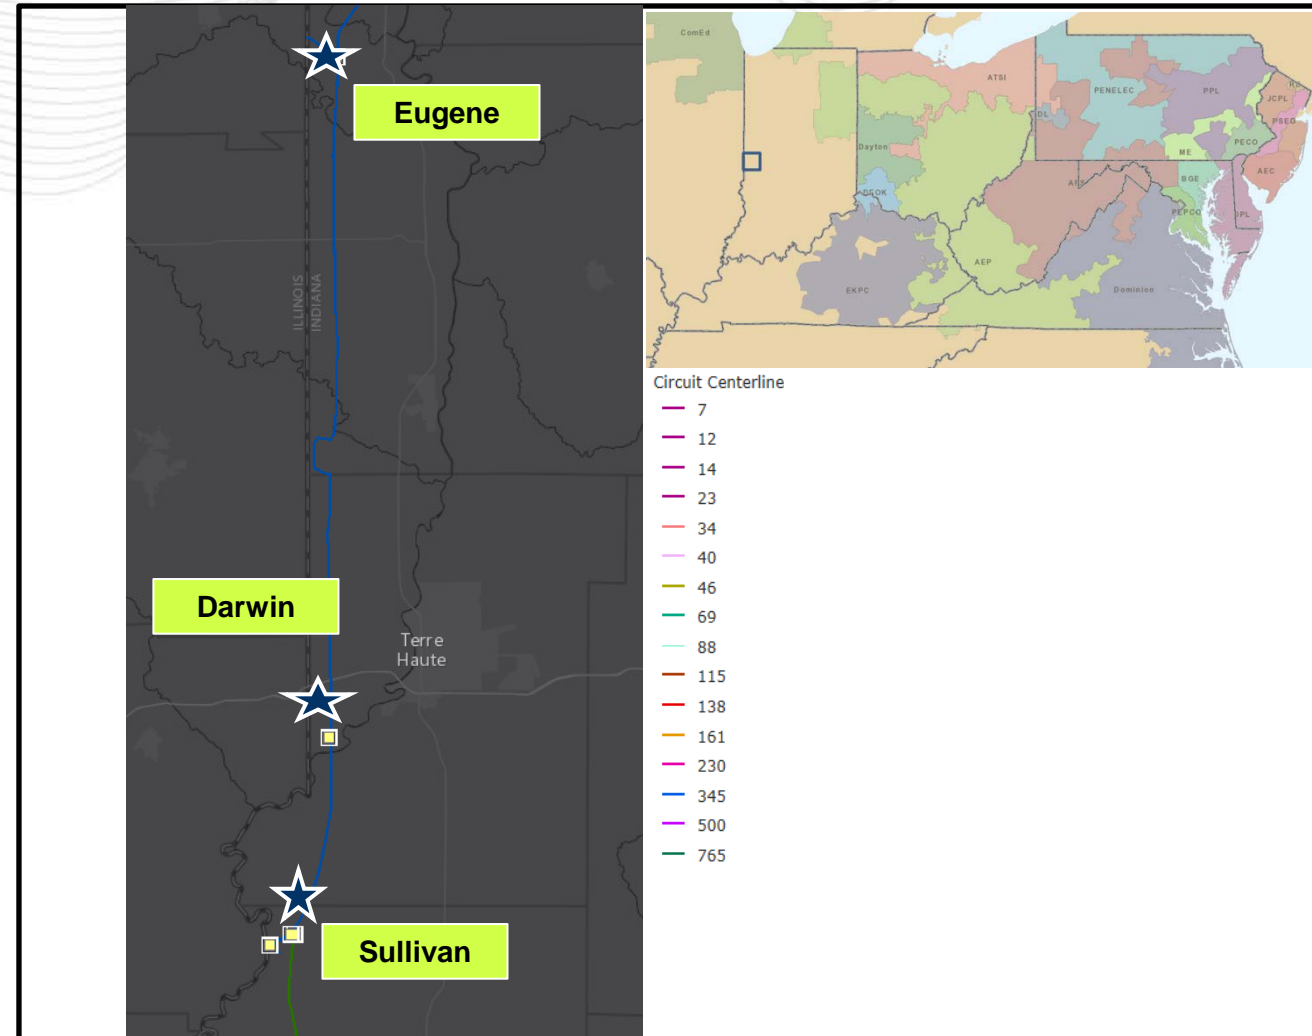 Eugene
ILLINOIS
INDIANA
Darwin
Terre
Haute
Sullivan
ComEd
ATSI
PENELEC
PPL
RE
JCPL
DL
PSEG
Dayton
ME
PECO
BGE
AEC
DEOK
PEPCO
DPL
AEP
EKPC
Dominion
Circuit Centerline
7
12
14
23
34
40
46
69
88
115
138
161
230
345
500
765